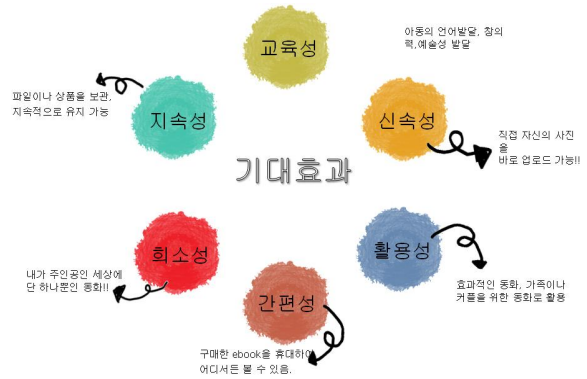 교육성
아동의 언어발달, 창의
력,예술성 발달
지속성
파일이나 상품을 보관,
지속적으로 유지 가능
신속성
직접 자신의 사진
을
바로 업로드 가능!!
기대효과
희소성
내가 주인공인 세상에
단 하나뿐인 동화!!
활용성
효과적인 동화, 가족이나
커플을 위한 동화로 활용
간편성
구매한 ebook을 휴대하여
어디서든 볼 수 있음.